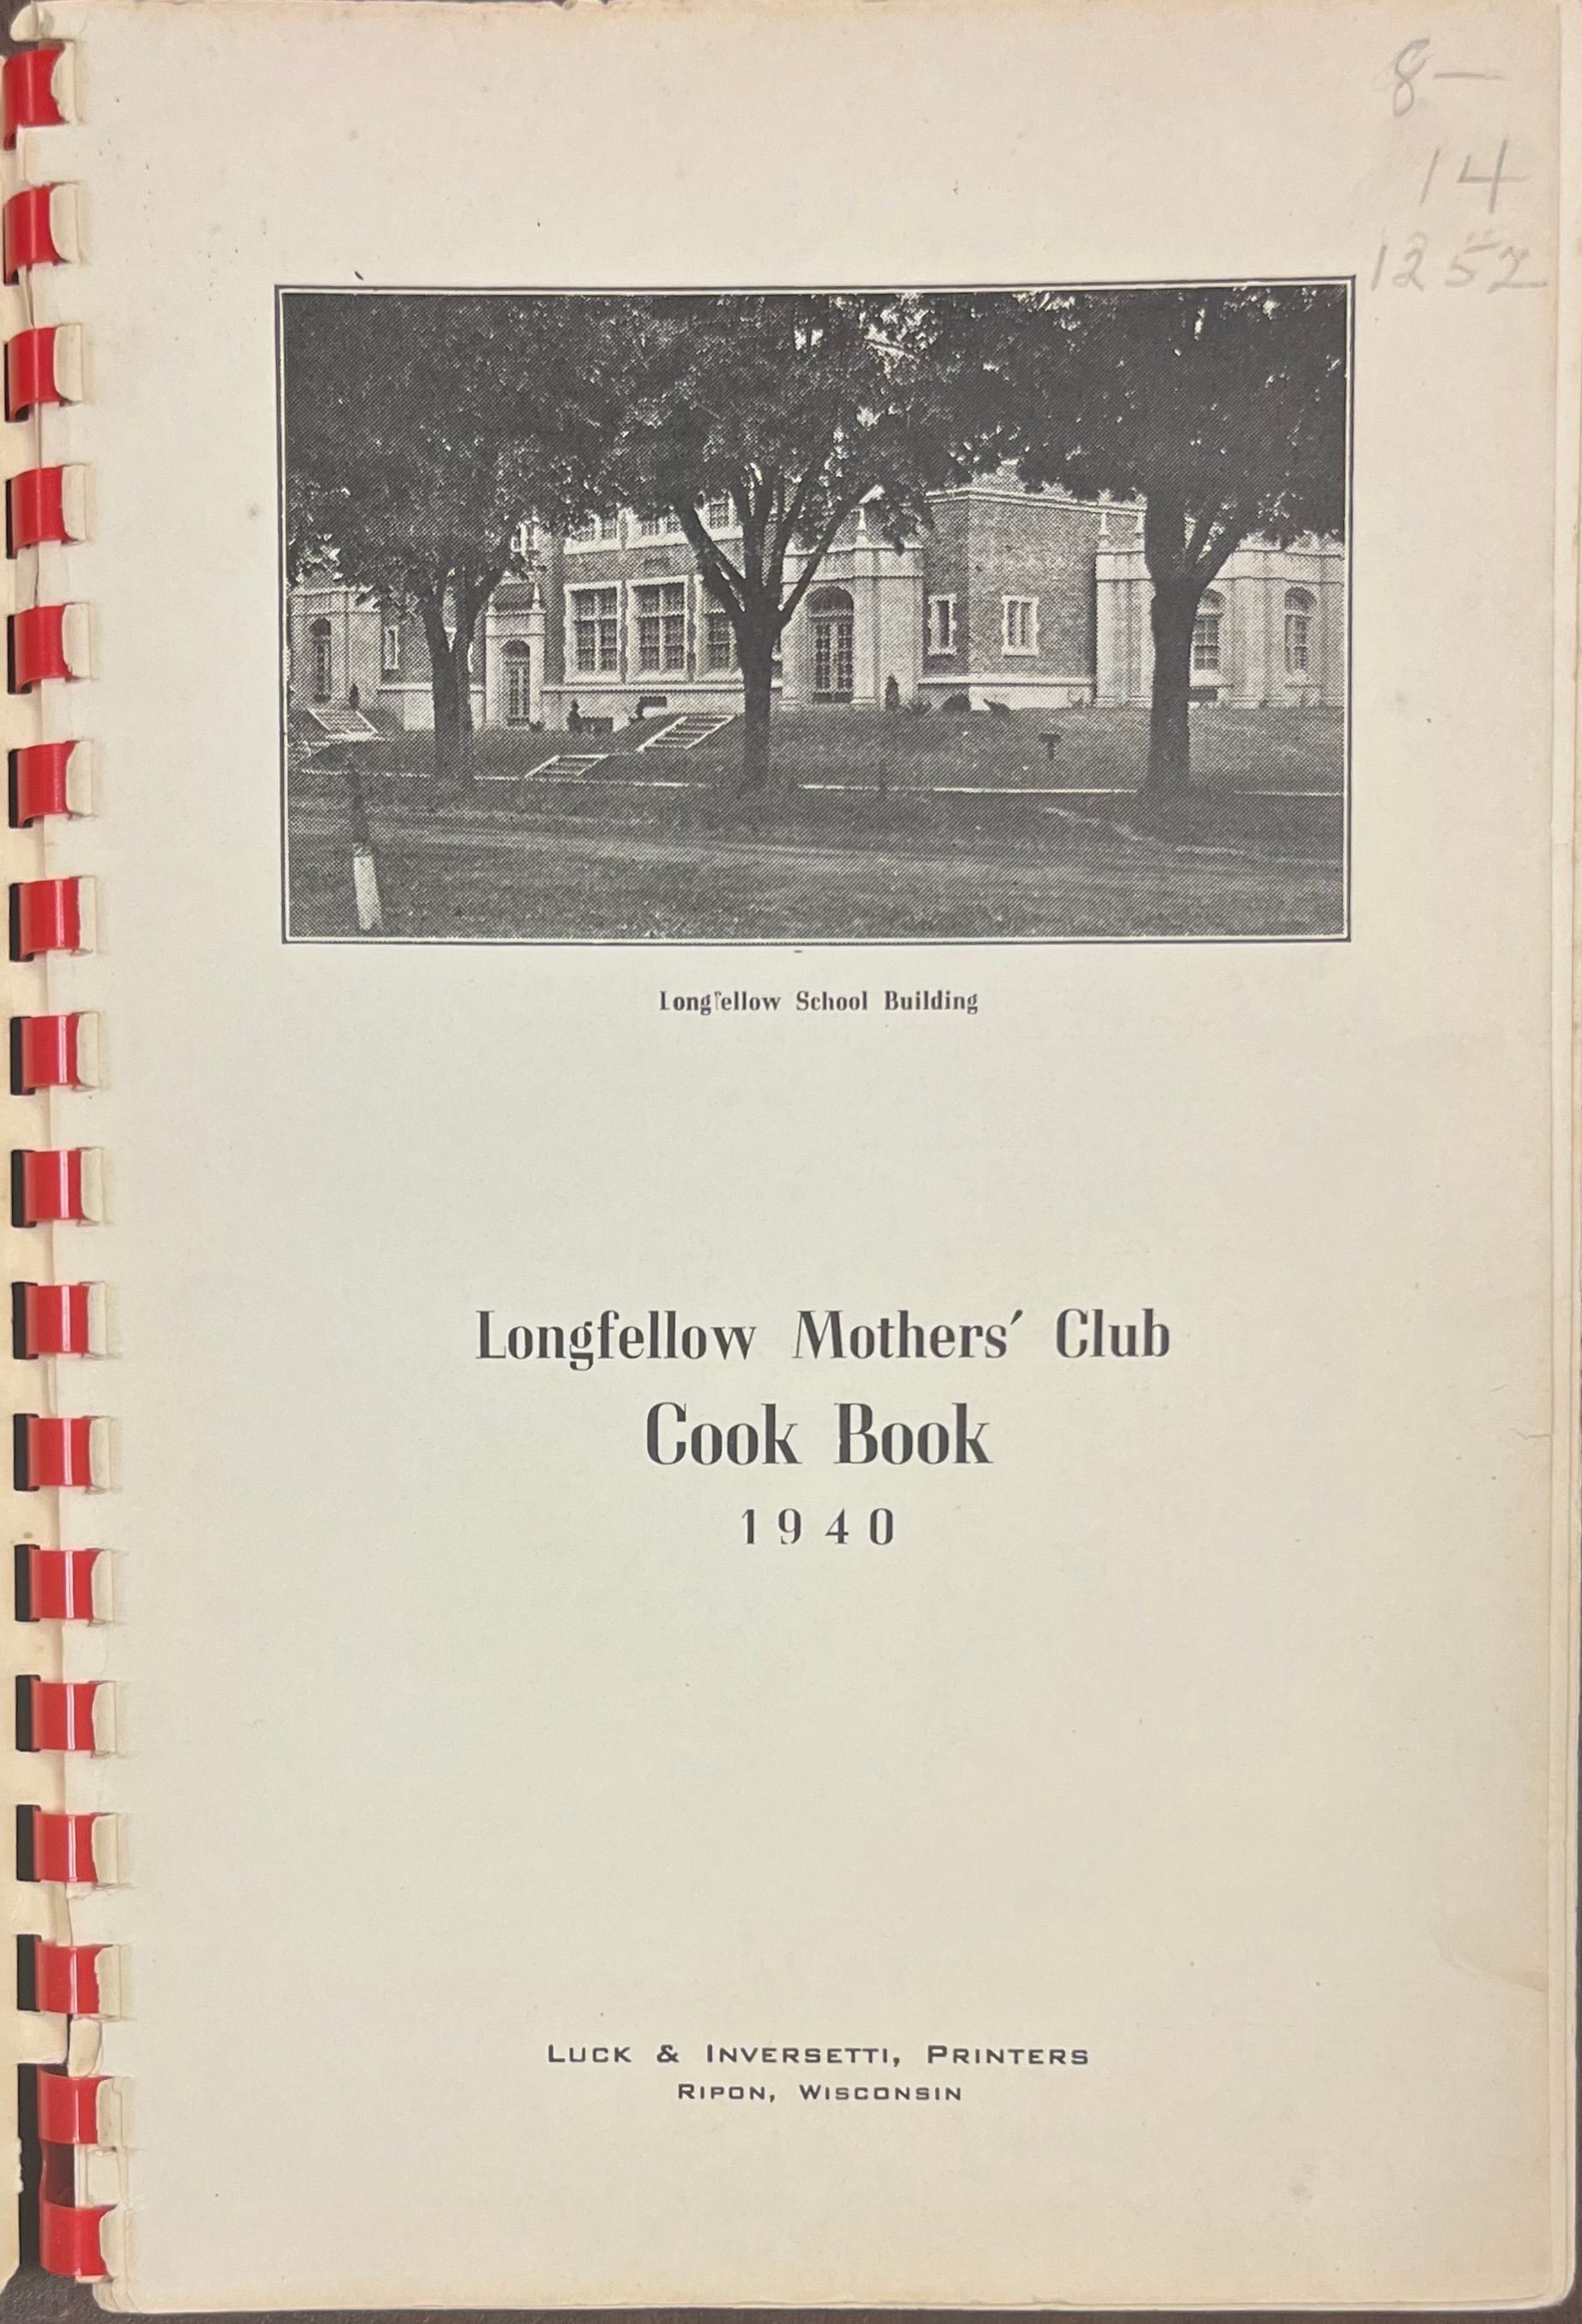 8—
14
1252
Longfellow School Building
Longfellow Mothers' Club
Cook Book
1940
LUCK & INVERSETTI, PRINTERS
RIPON, WISCONSIN